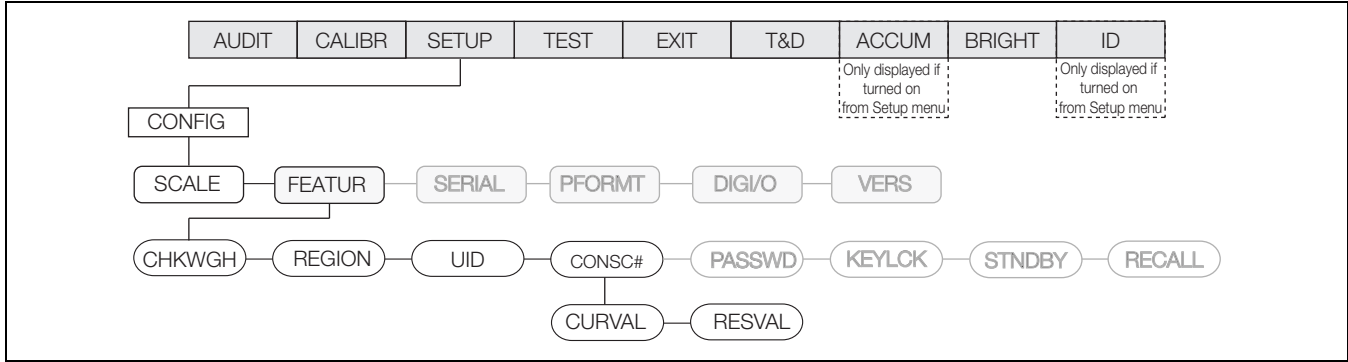 AUDIT CALIBR SETUP TEST EXIT T&D ACCUM BRIGHT ID
Only displayed if
turned on
from Setup menu
Only displayed if
turned on
from Setup menu
CONFIG
SCALE FEATUR SERIAL PFORMT DIGI/O VERS
CHKWGH REGION UID CONSC# PASSWD KEYLCK STNDBY RECALL
CURVAL RESVAL